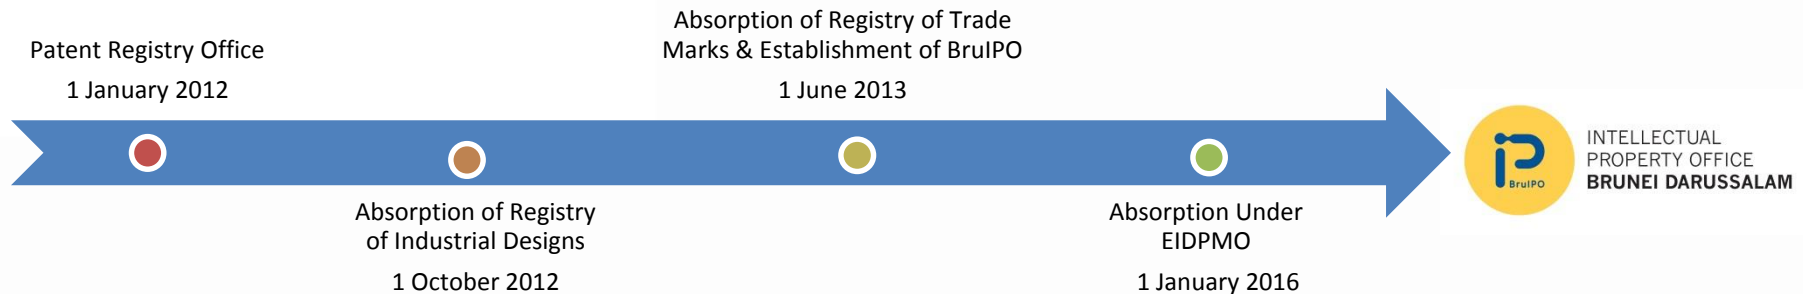 Patent Registry Office
1 January 2012
Absorption of Registry
of Industrial Designs
1 October 2012
Absorption of Registry of Trade
Marks & Establishment of BruIPO
1 June 2013
Absorption Under
EIDPMO
1 January 2016
iP
BruIPO
INTELLECTUAL
PROPERTY OFFICE
BRUNEI DARUSSALAM